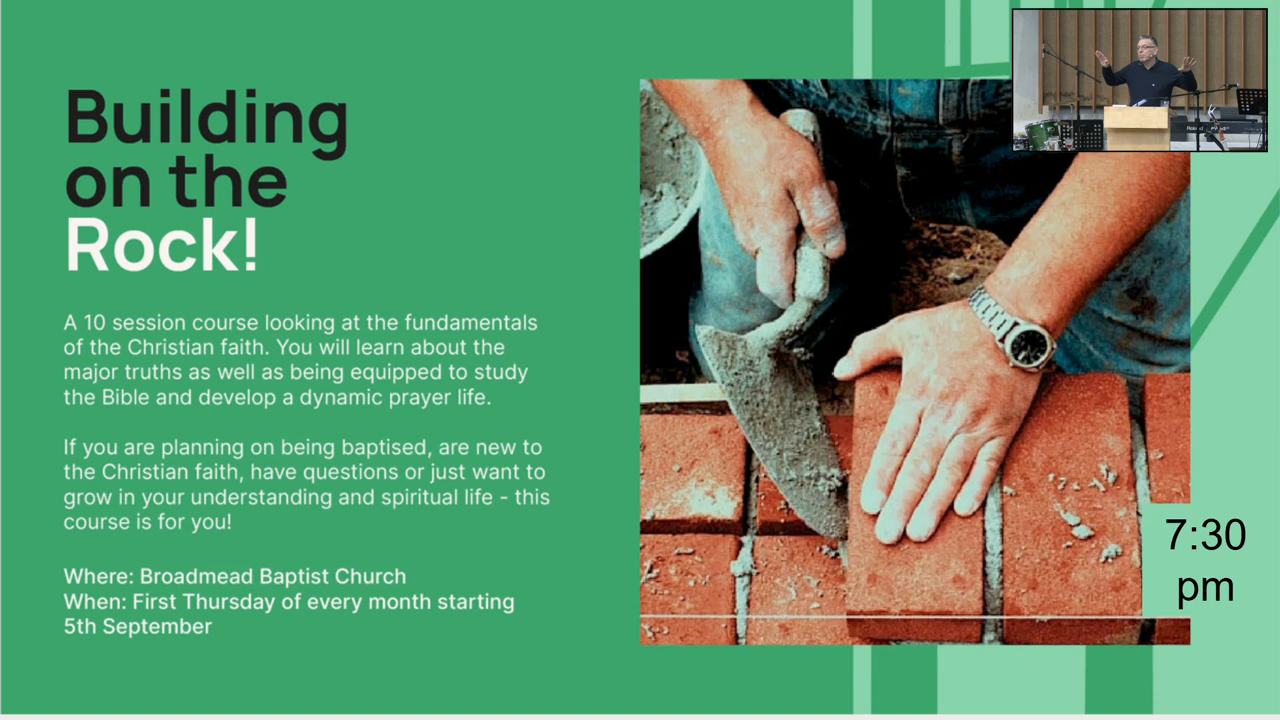 Building
on the
Rock!
A 10 session course looking at the fundamentals
of the Christian faith. You will learn about the
major truths as well as being equipped to study
the Bible and develop a dynamic prayer life.
If you are planning on being baptised, are new to
the Christian faith, have questions or just want to
grow in your understanding and spiritual life - this
course is for you!
Where: Broadmead Baptist Church
When: First Thursday of every month starting
5th September
7:30
pm
Roland